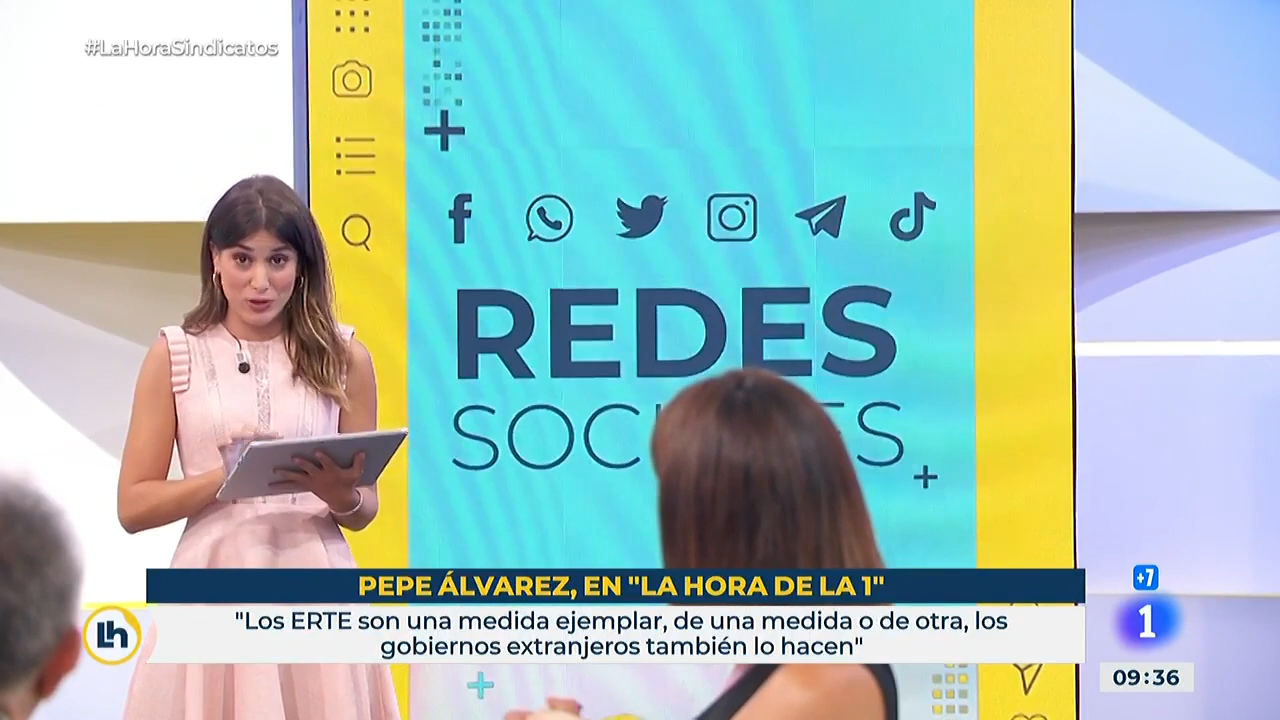 #LaHoraSindicatos
REDES
SOCI ES
PEPE ÁLVAREZ, EN "LA HORA DE LA 1"
"Los ERTE son una medida ejemplar, de una medida o de otra, los
gobiernos extranjeros también lo hacen"
Lh
+7
1
09:36